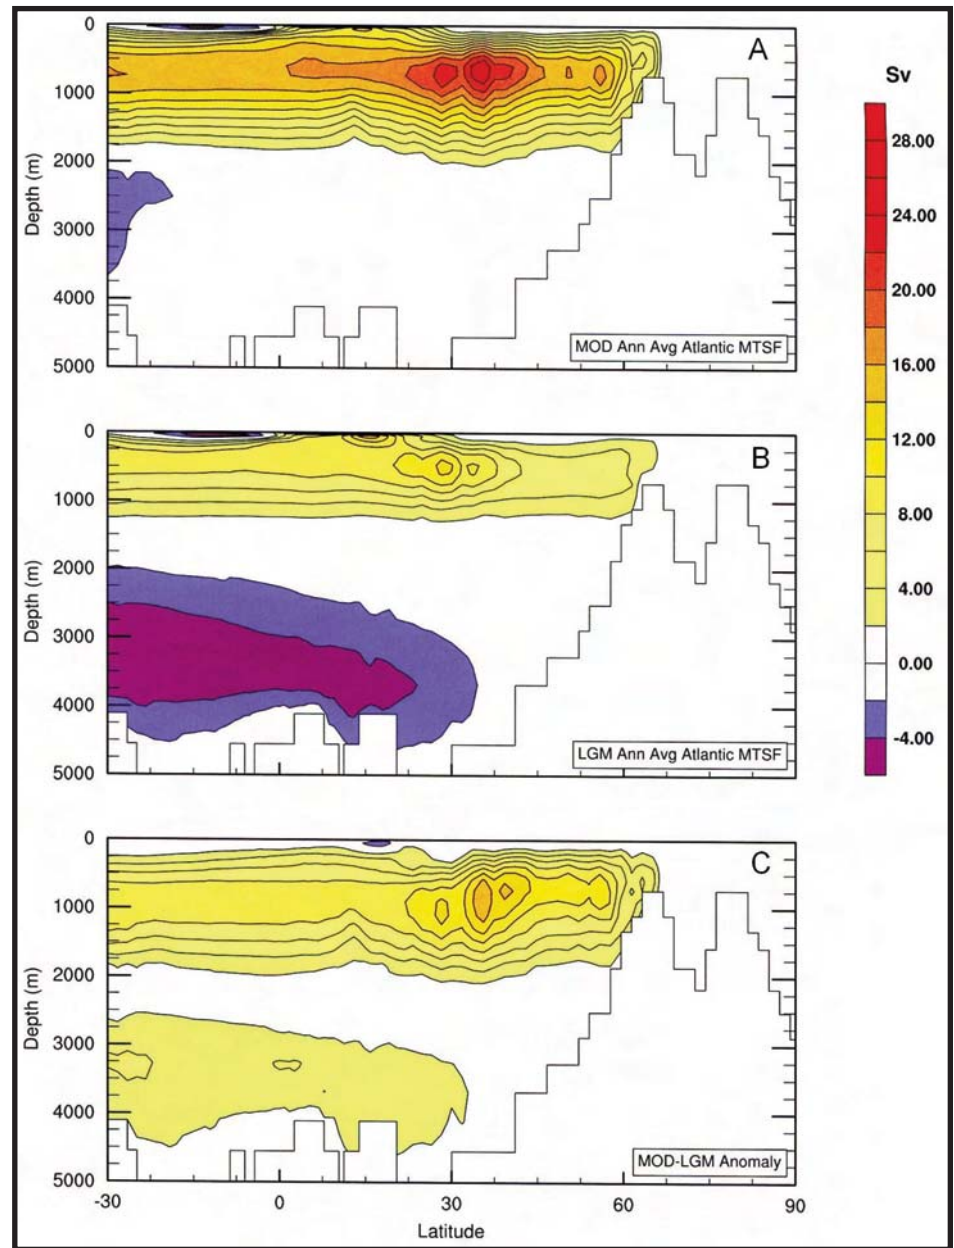 A
0
1000
2000
3000
4000
5000
Depth (m)
MOD Ann Avg Atlantic MTSF
B
0
1000
2000
3000
4000
5000
Depth (m)
LGM Ann Avg Atlantic MTSF
C
0
1000
2000
3000
4000
5000
Depth (m)
MOD-LGM Anomaly
-30
0
30
60
90
Latitude
Sv
28.00
24.00
20.00
16.00
12.00
8.00
4.00
0.00
-4.00